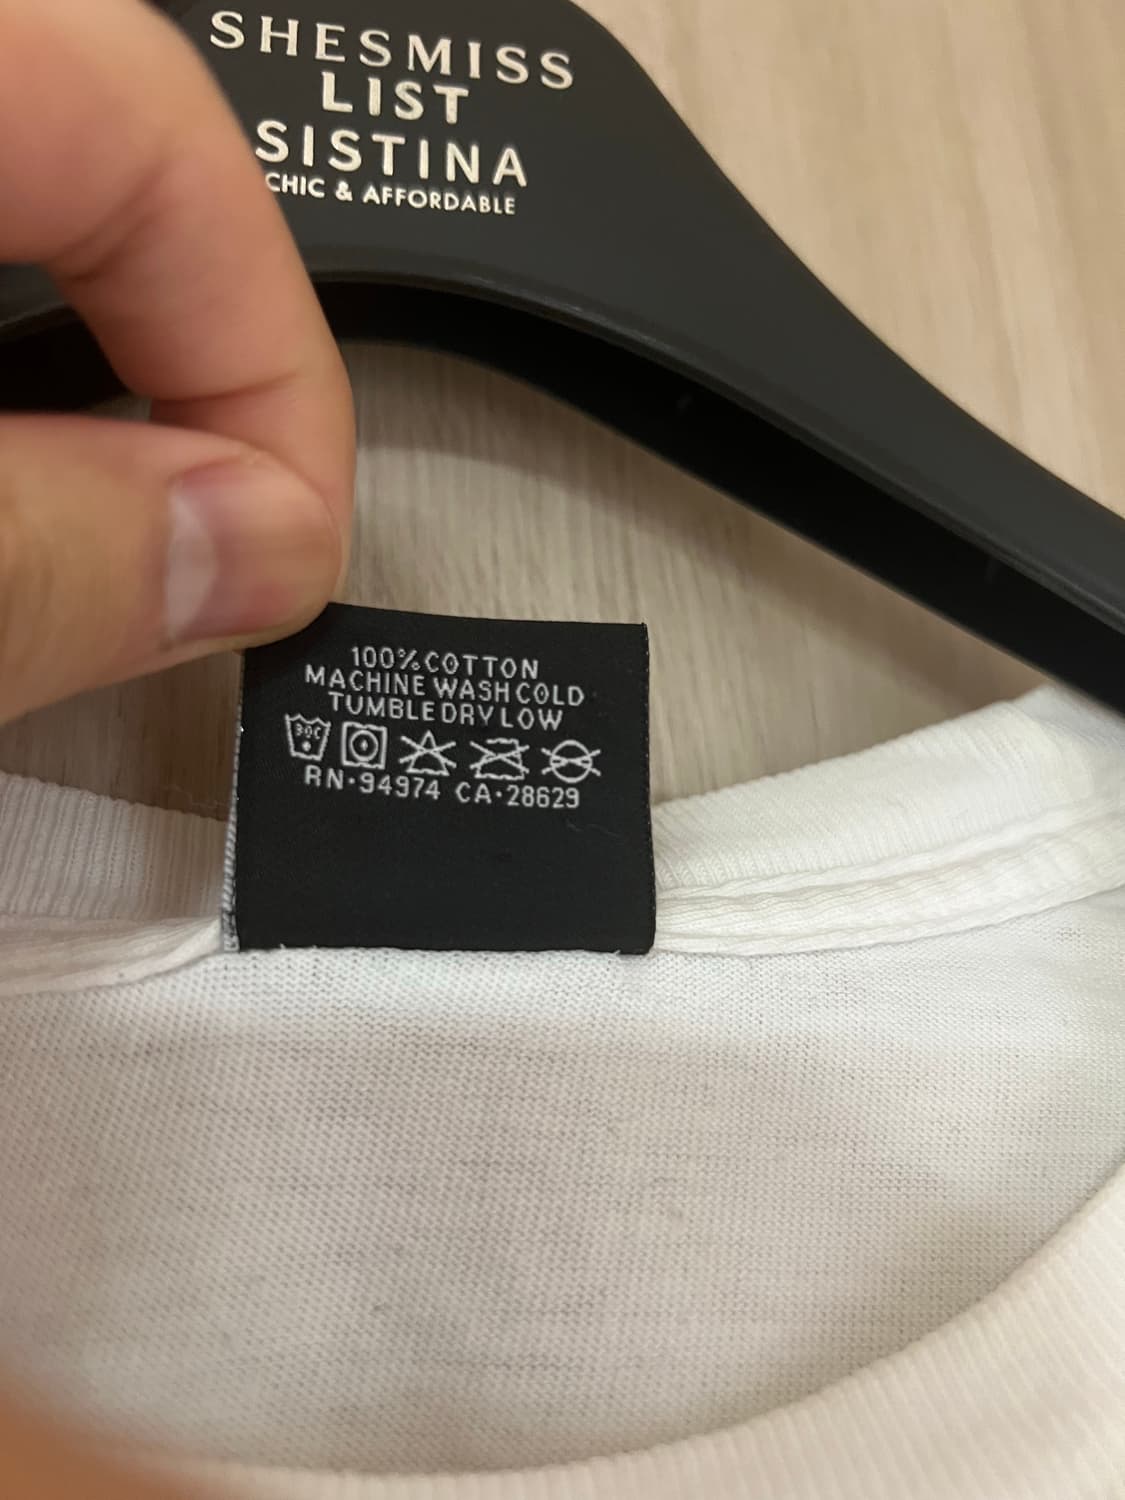 SHESMISS
LIST
SISTINA
CHIC & AFFORDABLE
100% COTTON
MACHINE WASH COLD
TUMBLE DRY LOW
30C
RN·94974 CA·28629